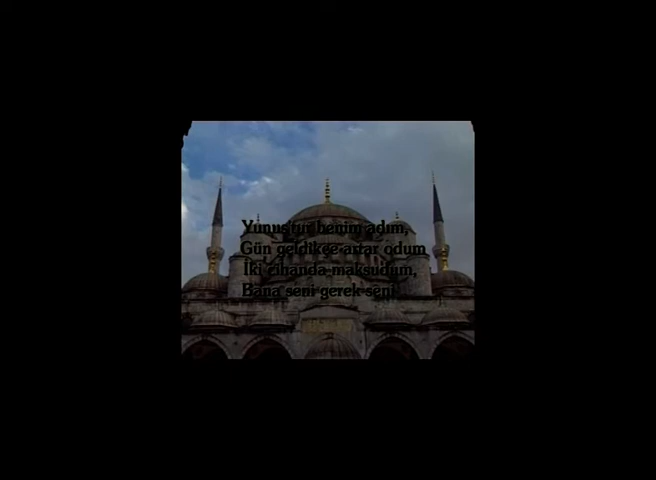 Yunus'tur benim adım,
Gün geldikçe artar odum
İki cihanda maksudum,
Bana seni gerek seni